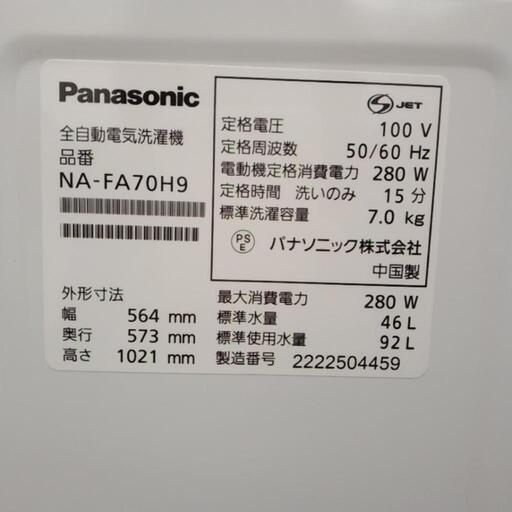 Panasonic
全自動電気洗濯機
品番
NA-FA70H9
外形寸法
幅 564 mm
奥行 573 mm
高さ 1021 mm
S JET
定格電圧 100 V
定格周波数 50/60 Hz
電動機定格消費電力 280 W
定格時間 洗いのみ 15 分
標準洗濯容量 7.0 kg
PS
E
パナソニック株式会社
中国製
最大消費電力 280 W
標準水量 46 L
標準使用水量 92 L
製造番号 2222504459